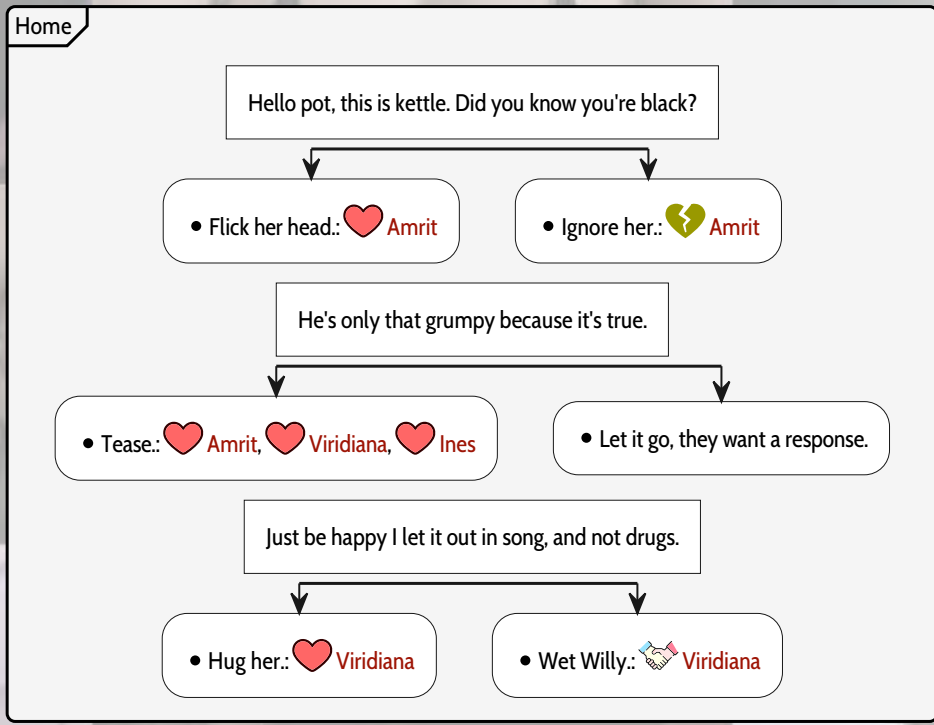 Home
Hello pot, this is kettle. Did you know you're black?
• Flick her head.: Amrit
• Ignore her.: Amrit
He's only that grumpy because it's true.
• Tease.: Amrit, Viridiana, Ines
• Let it go, they want a response.
Just be happy I let it out in song, and not drugs.
• Hug her.: Viridiana
• Wet Willy.: Viridiana